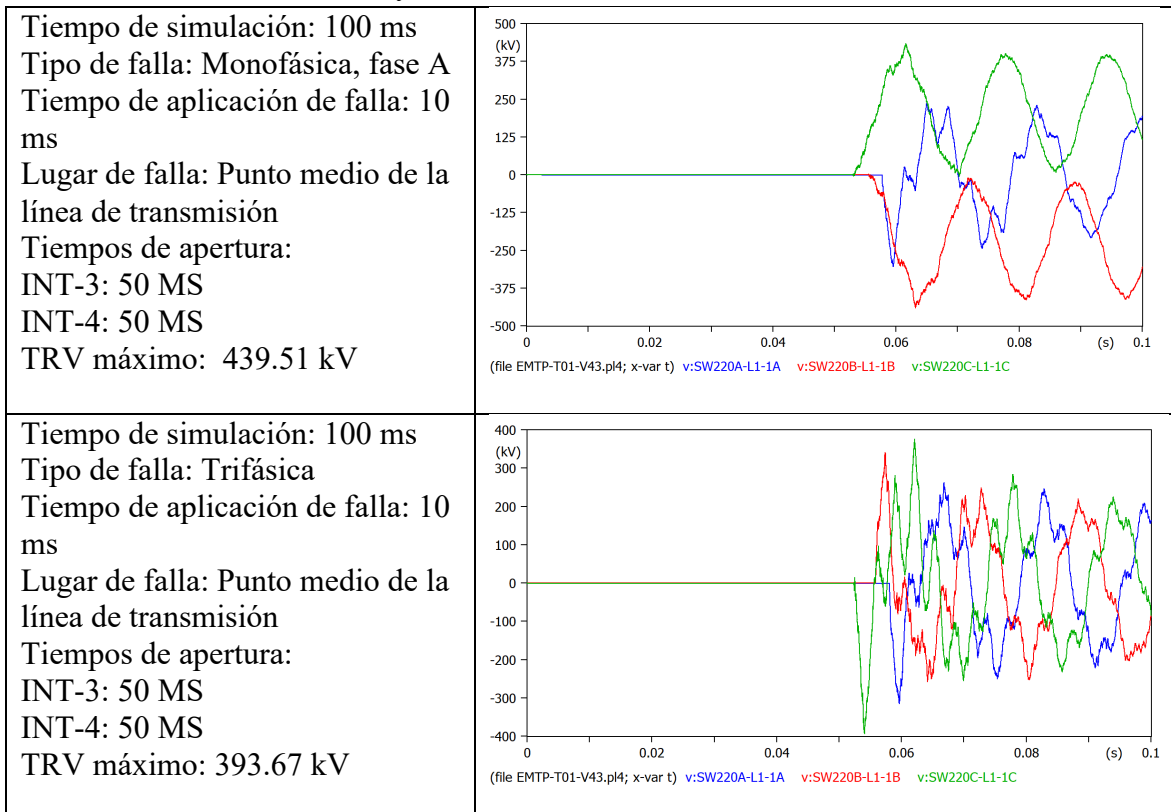 Tiempo de simulación: 100 ms
Tipo de falla: Monofásica, fase A
Tiempo de aplicación de falla: 10
ms
Lugar de falla: Punto medio de la
línea de transmisión
Tiempos de apertura:
INT-3: 50 MS
INT-4: 50 MS
TRV máximo:  439.51 kV
500
(kV)
375
250
125
0
-125
-250
-375
-500
0 0.02 0.04 0.06 0.08 (s) 0.1
(file EMTP-T01-V43.pl4; x-var t) v:SW220A-L1-1A v:SW220B-L1-1B v:SW220C-L1-1C
Tiempo de simulación: 100 ms
Tipo de falla: Trifásica
Tiempo de aplicación de falla: 10
ms
Lugar de falla: Punto medio de la
línea de transmisión
Tiempos de apertura:
INT-3: 50 MS
INT-4: 50 MS
TRV máximo: 393.67 kV
400
(kV)
300
200
100
0
-100
-200
-300
-400
0 0.02 0.04 0.06 0.08 (s) 0.1
(file EMTP-T01-V43.pl4; x-var t) v:SW220A-L1-1A v:SW220B-L1-1B v:SW220C-L1-1C